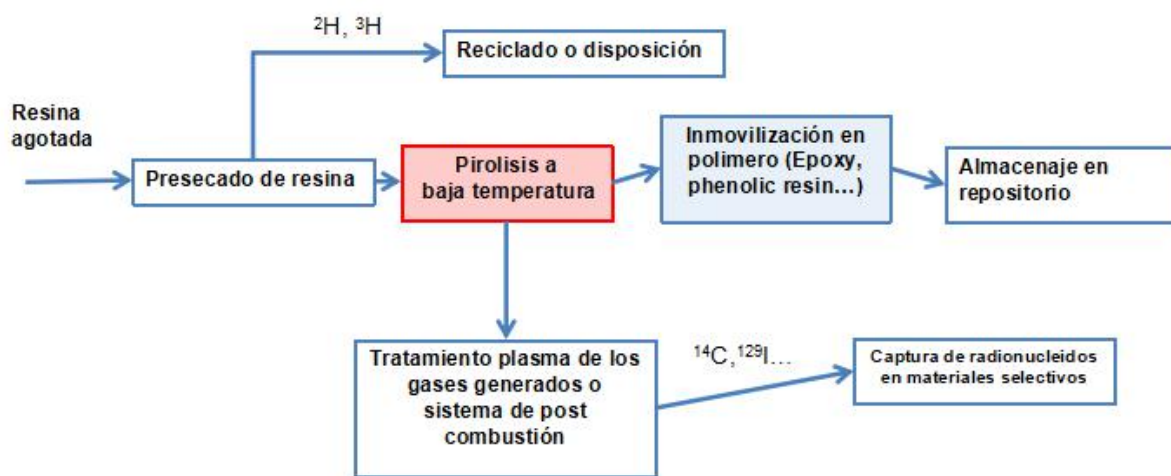 ²H, ³H
Reciclado o disposición
Resina
agotada
Presecado de resina
Pirolisis a
baja temperatura
Inmovilización en
polimero (Epoxy,
phenolic resin...)
Almacenaje en
repositorio
Tratamiento plasma de los
gases generados o
sistema de post
combustión
¹⁴C,¹²⁹I...
Captura de radionucleidos
en materiales selectivos